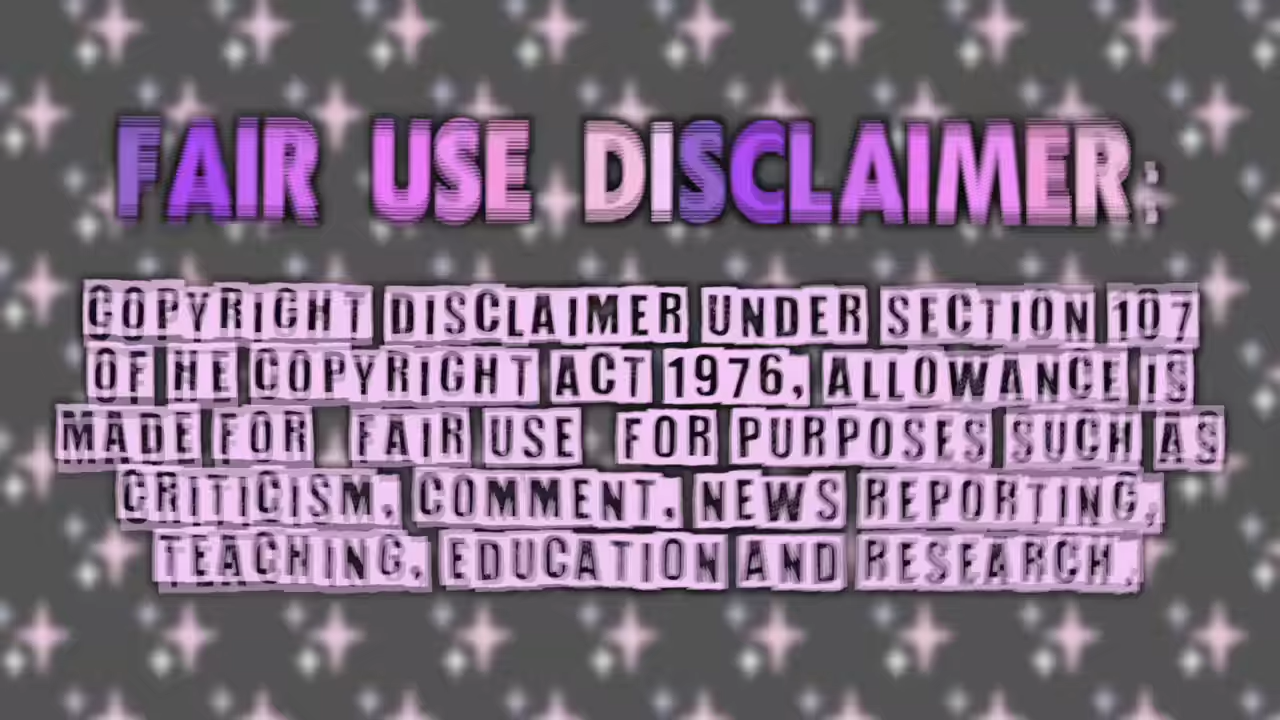 FAIR USE DISCLAIMER:
COPYRIGHT DISCLAIMER UNDER SECTION 107
OF HE COPYRIGHT ACT 1976, ALLOWANCE IS
MADE FOR FAIR USE FOR PURPOSES SUCH AS
CRITICISM, COMMENT, NEWS REPORTING,
TEACHING, EDUCATION AND RESEARCH.